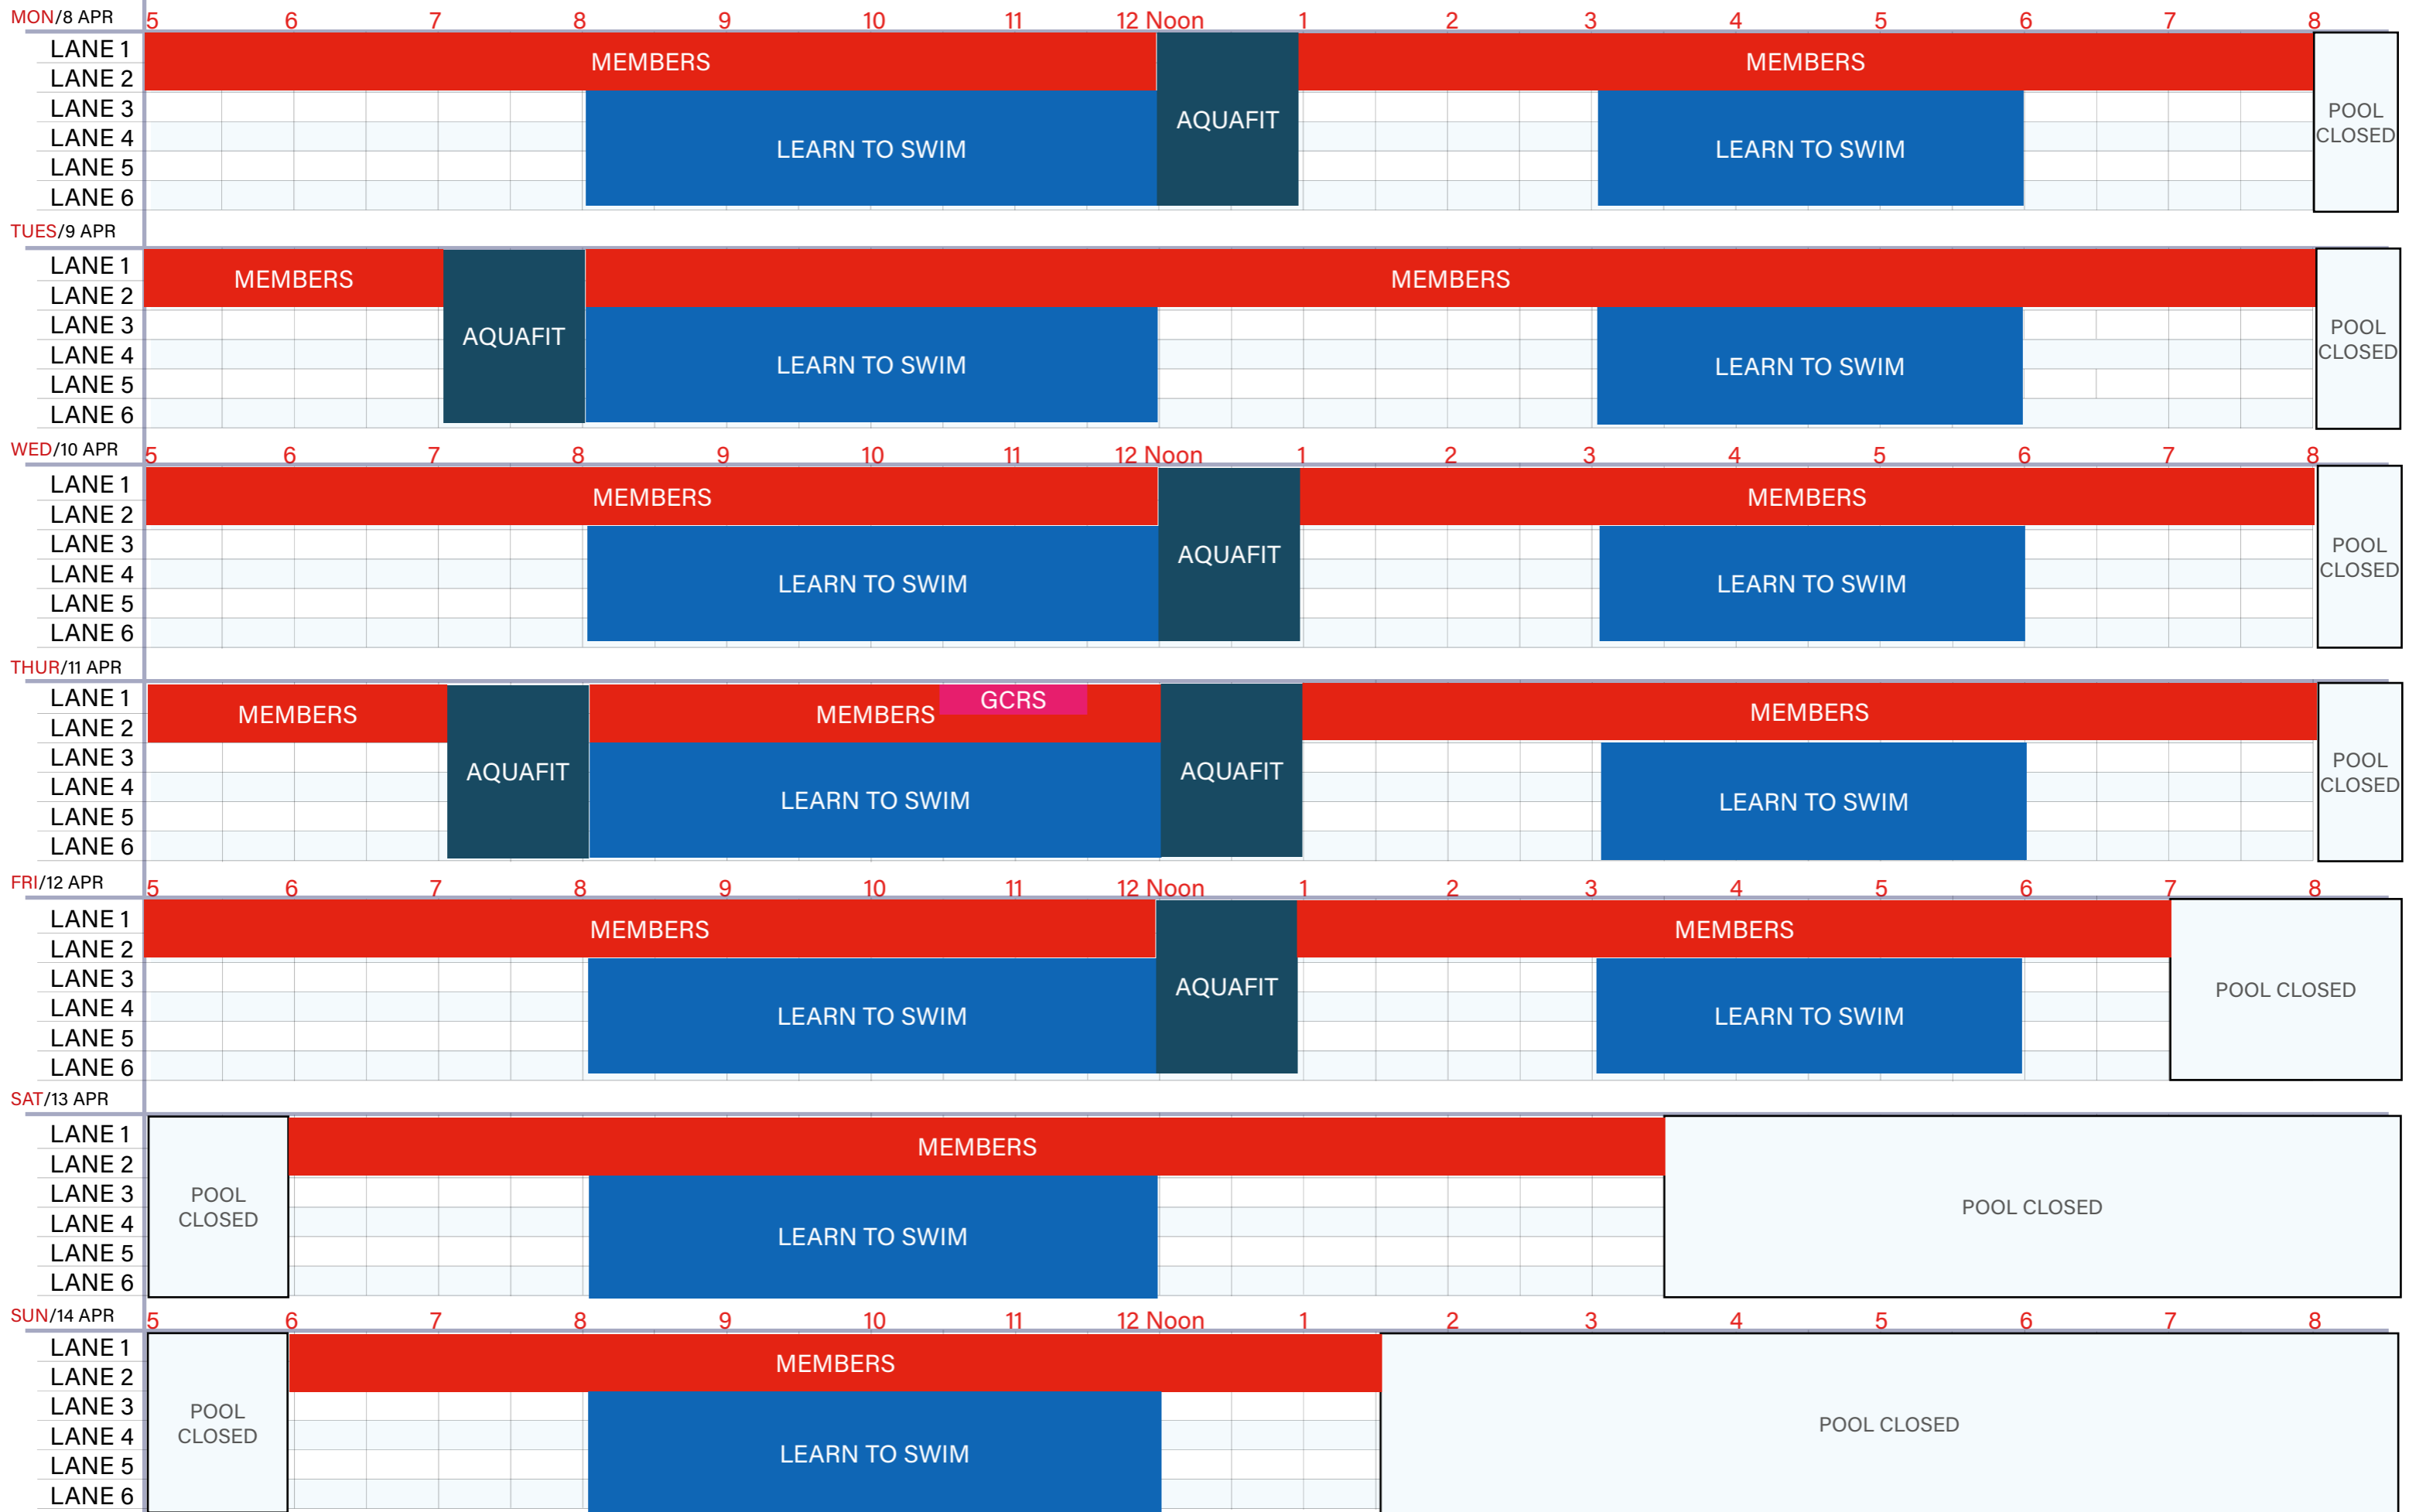 MON/8 APR
5 6 7 8 9 10 11 12 Noon 1 2 3 4 5 6 7 8
LANE 1
LANE 2
LANE 3
LANE 4
LANE 5
LANE 6
MEMBERS
LEARN TO SWIM
AQUAFIT
MEMBERS
LEARN TO SWIM
POOL
CLOSED
TUES/9 APR
LANE 1
LANE 2
LANE 3
LANE 4
LANE 5
LANE 6
MEMBERS
AQUAFIT
MEMBERS
LEARN TO SWIM
LEARN TO SWIM
POOL
CLOSED
WED/10 APR
5 6 7 8 9 10 11 12 Noon 1 2 3 4 5 6 7 8
LANE 1
LANE 2
LANE 3
LANE 4
LANE 5
LANE 6
MEMBERS
LEARN TO SWIM
AQUAFIT
MEMBERS
LEARN TO SWIM
POOL
CLOSED
THUR/11 APR
LANE 1
LANE 2
LANE 3
LANE 4
LANE 5
LANE 6
MEMBERS
AQUAFIT
MEMBERS
GCRS
LEARN TO SWIM
AQUAFIT
MEMBERS
LEARN TO SWIM
POOL
CLOSED
FRI/12 APR
5 6 7 8 9 10 11 12 Noon 1 2 3 4 5 6 7 8
LANE 1
LANE 2
LANE 3
LANE 4
LANE 5
LANE 6
MEMBERS
LEARN TO SWIM
AQUAFIT
MEMBERS
LEARN TO SWIM
POOL CLOSED
SAT/13 APR
LANE 1
LANE 2
LANE 3
LANE 4
LANE 5
LANE 6
POOL
CLOSED
MEMBERS
LEARN TO SWIM
POOL CLOSED
SUN/14 APR
5 6 7 8 9 10 11 12 Noon 1 2 3 4 5 6 7 8
LANE 1
LANE 2
LANE 3
LANE 4
LANE 5
LANE 6
POOL
CLOSED
MEMBERS
LEARN TO SWIM
POOL CLOSED